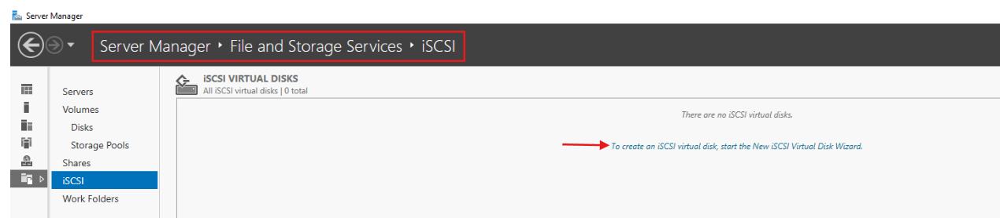 Server Manager
Server Manager ‣ File and Storage Services ‣ iSCSI
Servers
Volumes
Disks
Storage Pools
Shares
iSCSI
Work Folders
iSCSI VIRTUAL DISKS
All iSCSI virtual disks | 0 total
There are no iSCSI virtual disks.
To create an iSCSI virtual disk, start the New iSCSI Virtual Disk Wizard.